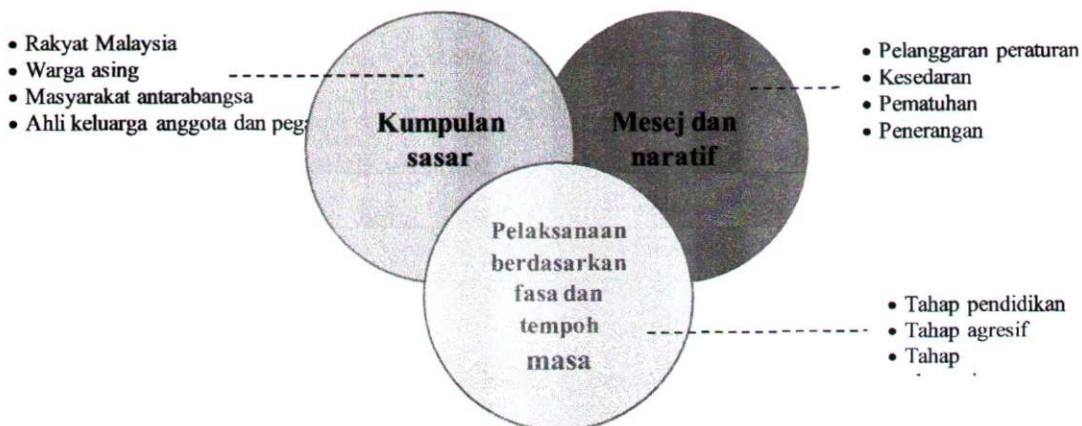 • Rakyat Malaysia
• Warga asing
• Masyarakat antarabangsa
• Ahli keluarga anggota dan
Kumpulan
sasar
Mesej dan
naratif
• Pelanggaran peraturan
• Kesedaran
• Pematuhan
• Penerangan
Pelaksanaan
berdasarkan
fasa dan
tempoh
masa
• Tahap pendidikan
• Tahap agresif
• Tahap